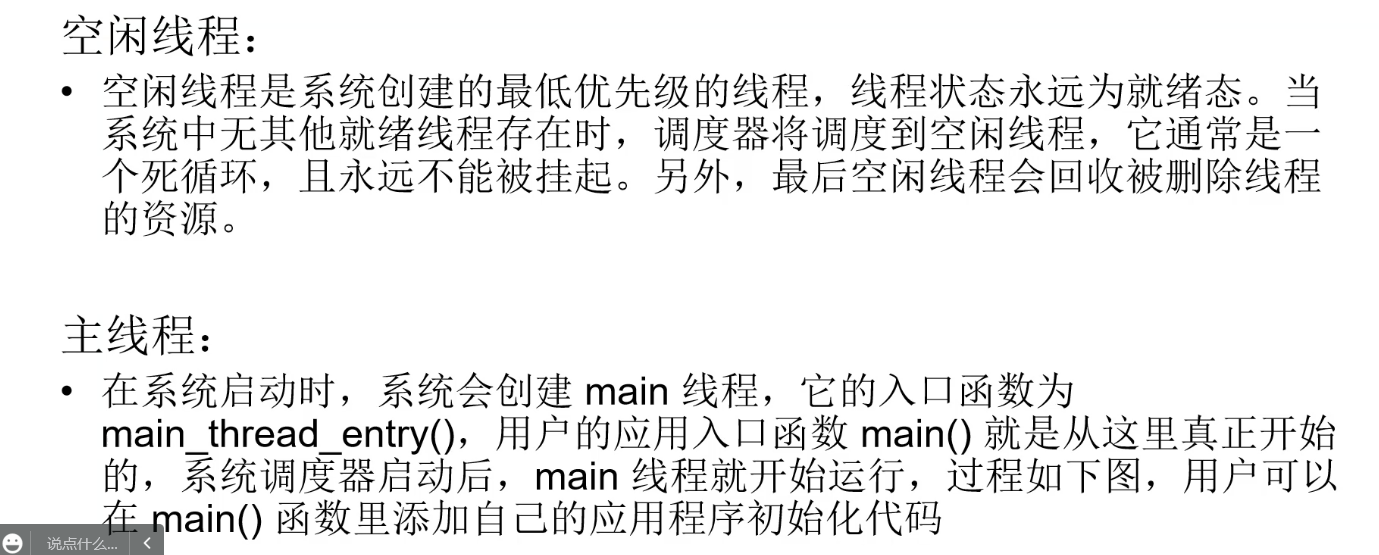 空闲线程：
• 空闲线程是系统创建的最低优先级的线程，线程状态永远为就绪态。当
系统中无其他就绪线程存在时，调度器将调度到空闲线程，它通常是一
个死循环，且永远不能被挂起。另外，最后空闲线程会回收被删除线程
的资源。
主线程：
• 在系统启动时，系统会创建 main 线程，它的入口函数为
main_thread_entry()，用户的应用入口函数 main() 就是从这里真正开始
的，系统调度器启动后，main 线程就开始运行，过程如下图，用户可以
在 main() 函数里添加自己的应用程序初始化代码
说点什么...